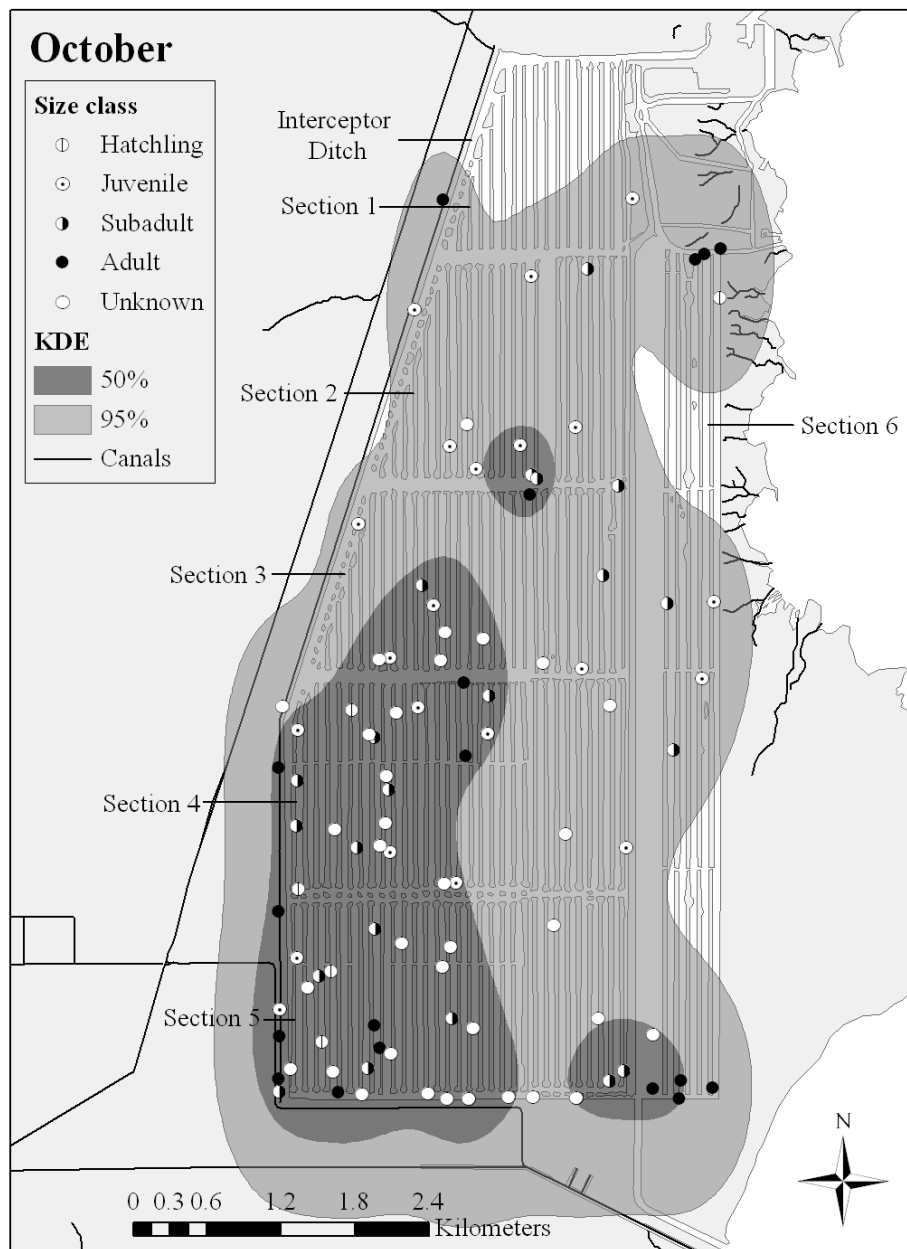 October
Size class
Hatchling
Juvenile
Subadult
Adult
Unknown
KDE
50%
95%
Canals
Interceptor
Ditch
Section 1
Section 2
Section 6
Section 3
Section 4
Section 5
N
0 0.3 0.6 1.2 1.8 2.4
Kilometers